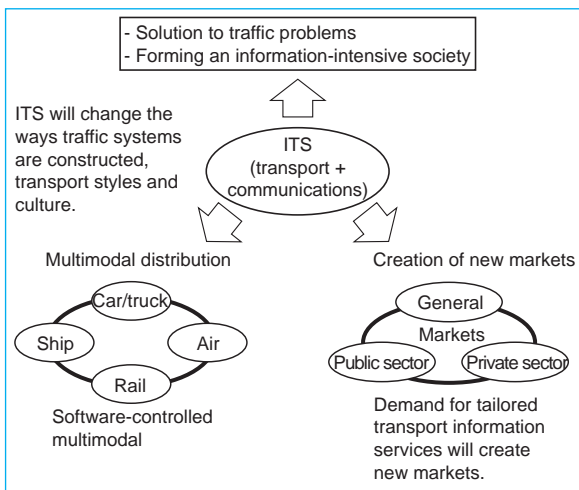 - Solution to traffic problems
- Forming an information-intensive society
ITS will change the
ways traffic systems
are constructed,
transport styles and
culture.
ITS
(transport +
communications)
Multimodal distribution
Car/truck
Ship
Air
Rail
Software-controlled
multimodal
Creation of new markets
General
Markets
Public sector
Private sector
Demand for tailored
transport information
services will create
new markets.